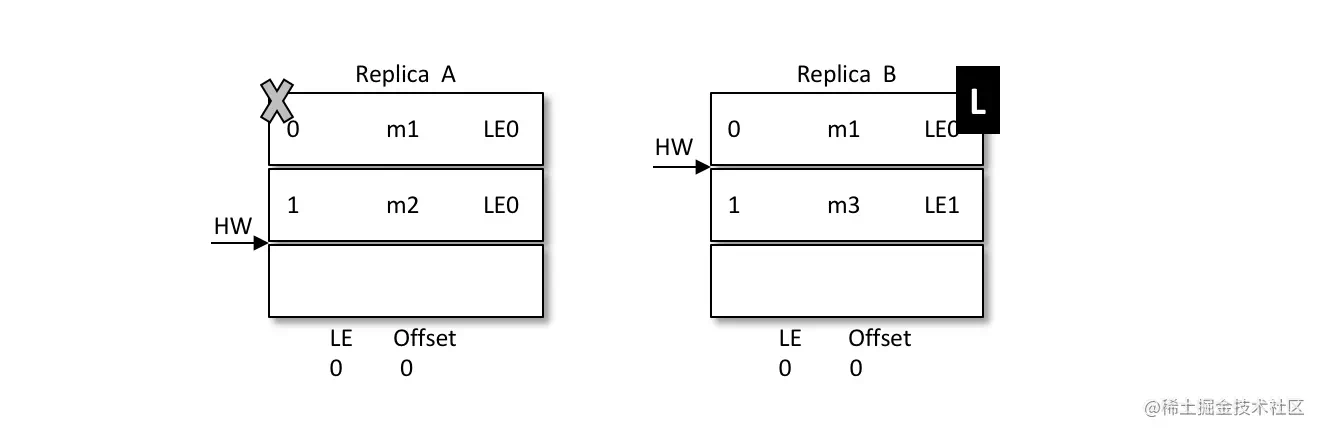 Replica A
X
0 m1 LE0
1 m2 LE0
HW
LE Offset
0 0
Replica B
L
0 m1 LE0
HW
1 m3 LE1
LE Offset
0 0
@稀土掘金技术社区